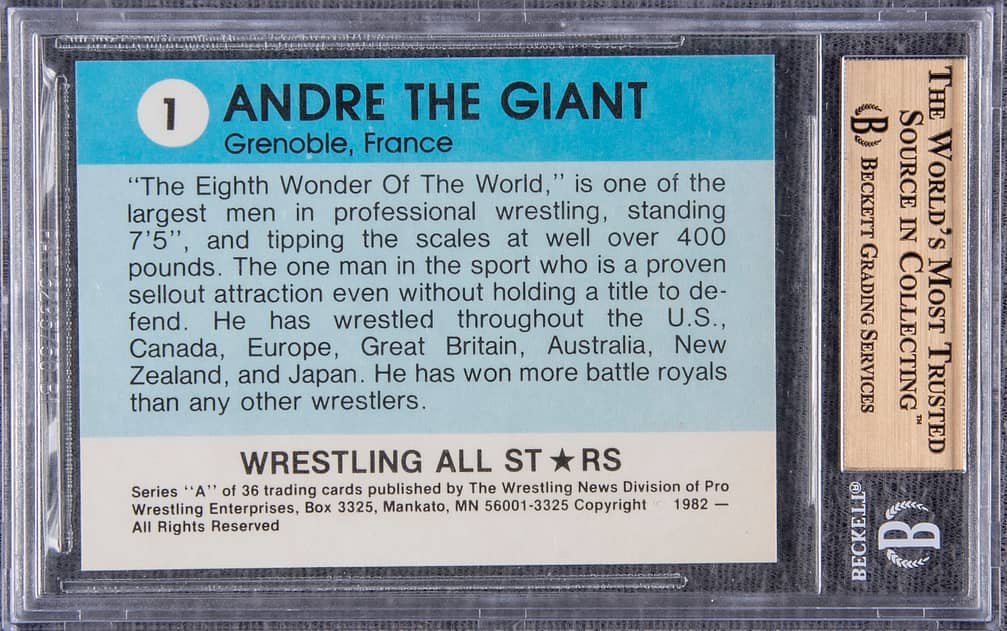 1
ANDRE THE GIANT
Grenoble, France
“The Eighth Wonder Of The World,” is one of the
largest men in professional wrestling, standing
7’5”, and tipping the scales at well over 400
pounds. The one man in the sport who is a proven
sellout attraction even without holding a title to de-
fend. He has wrestled throughout the U.S.,
Canada, Europe, Great Britain, Australia, New
Zealand, and Japan. He has won more battle royals
than any other wrestlers.
WRESTLING ALL ST★RS
Series “A” of 36 trading cards published by The Wrestling News Division of Pro
Wrestling Enterprises, Box 3325, Mankato, MN 56001-3325 Copyright 1982 —
All Rights Reserved
THE WORLD’S MOST TRUSTED
SOURCE IN COLLECTING™
B BECKETT GRADING SERVICES
BECKETT®
B